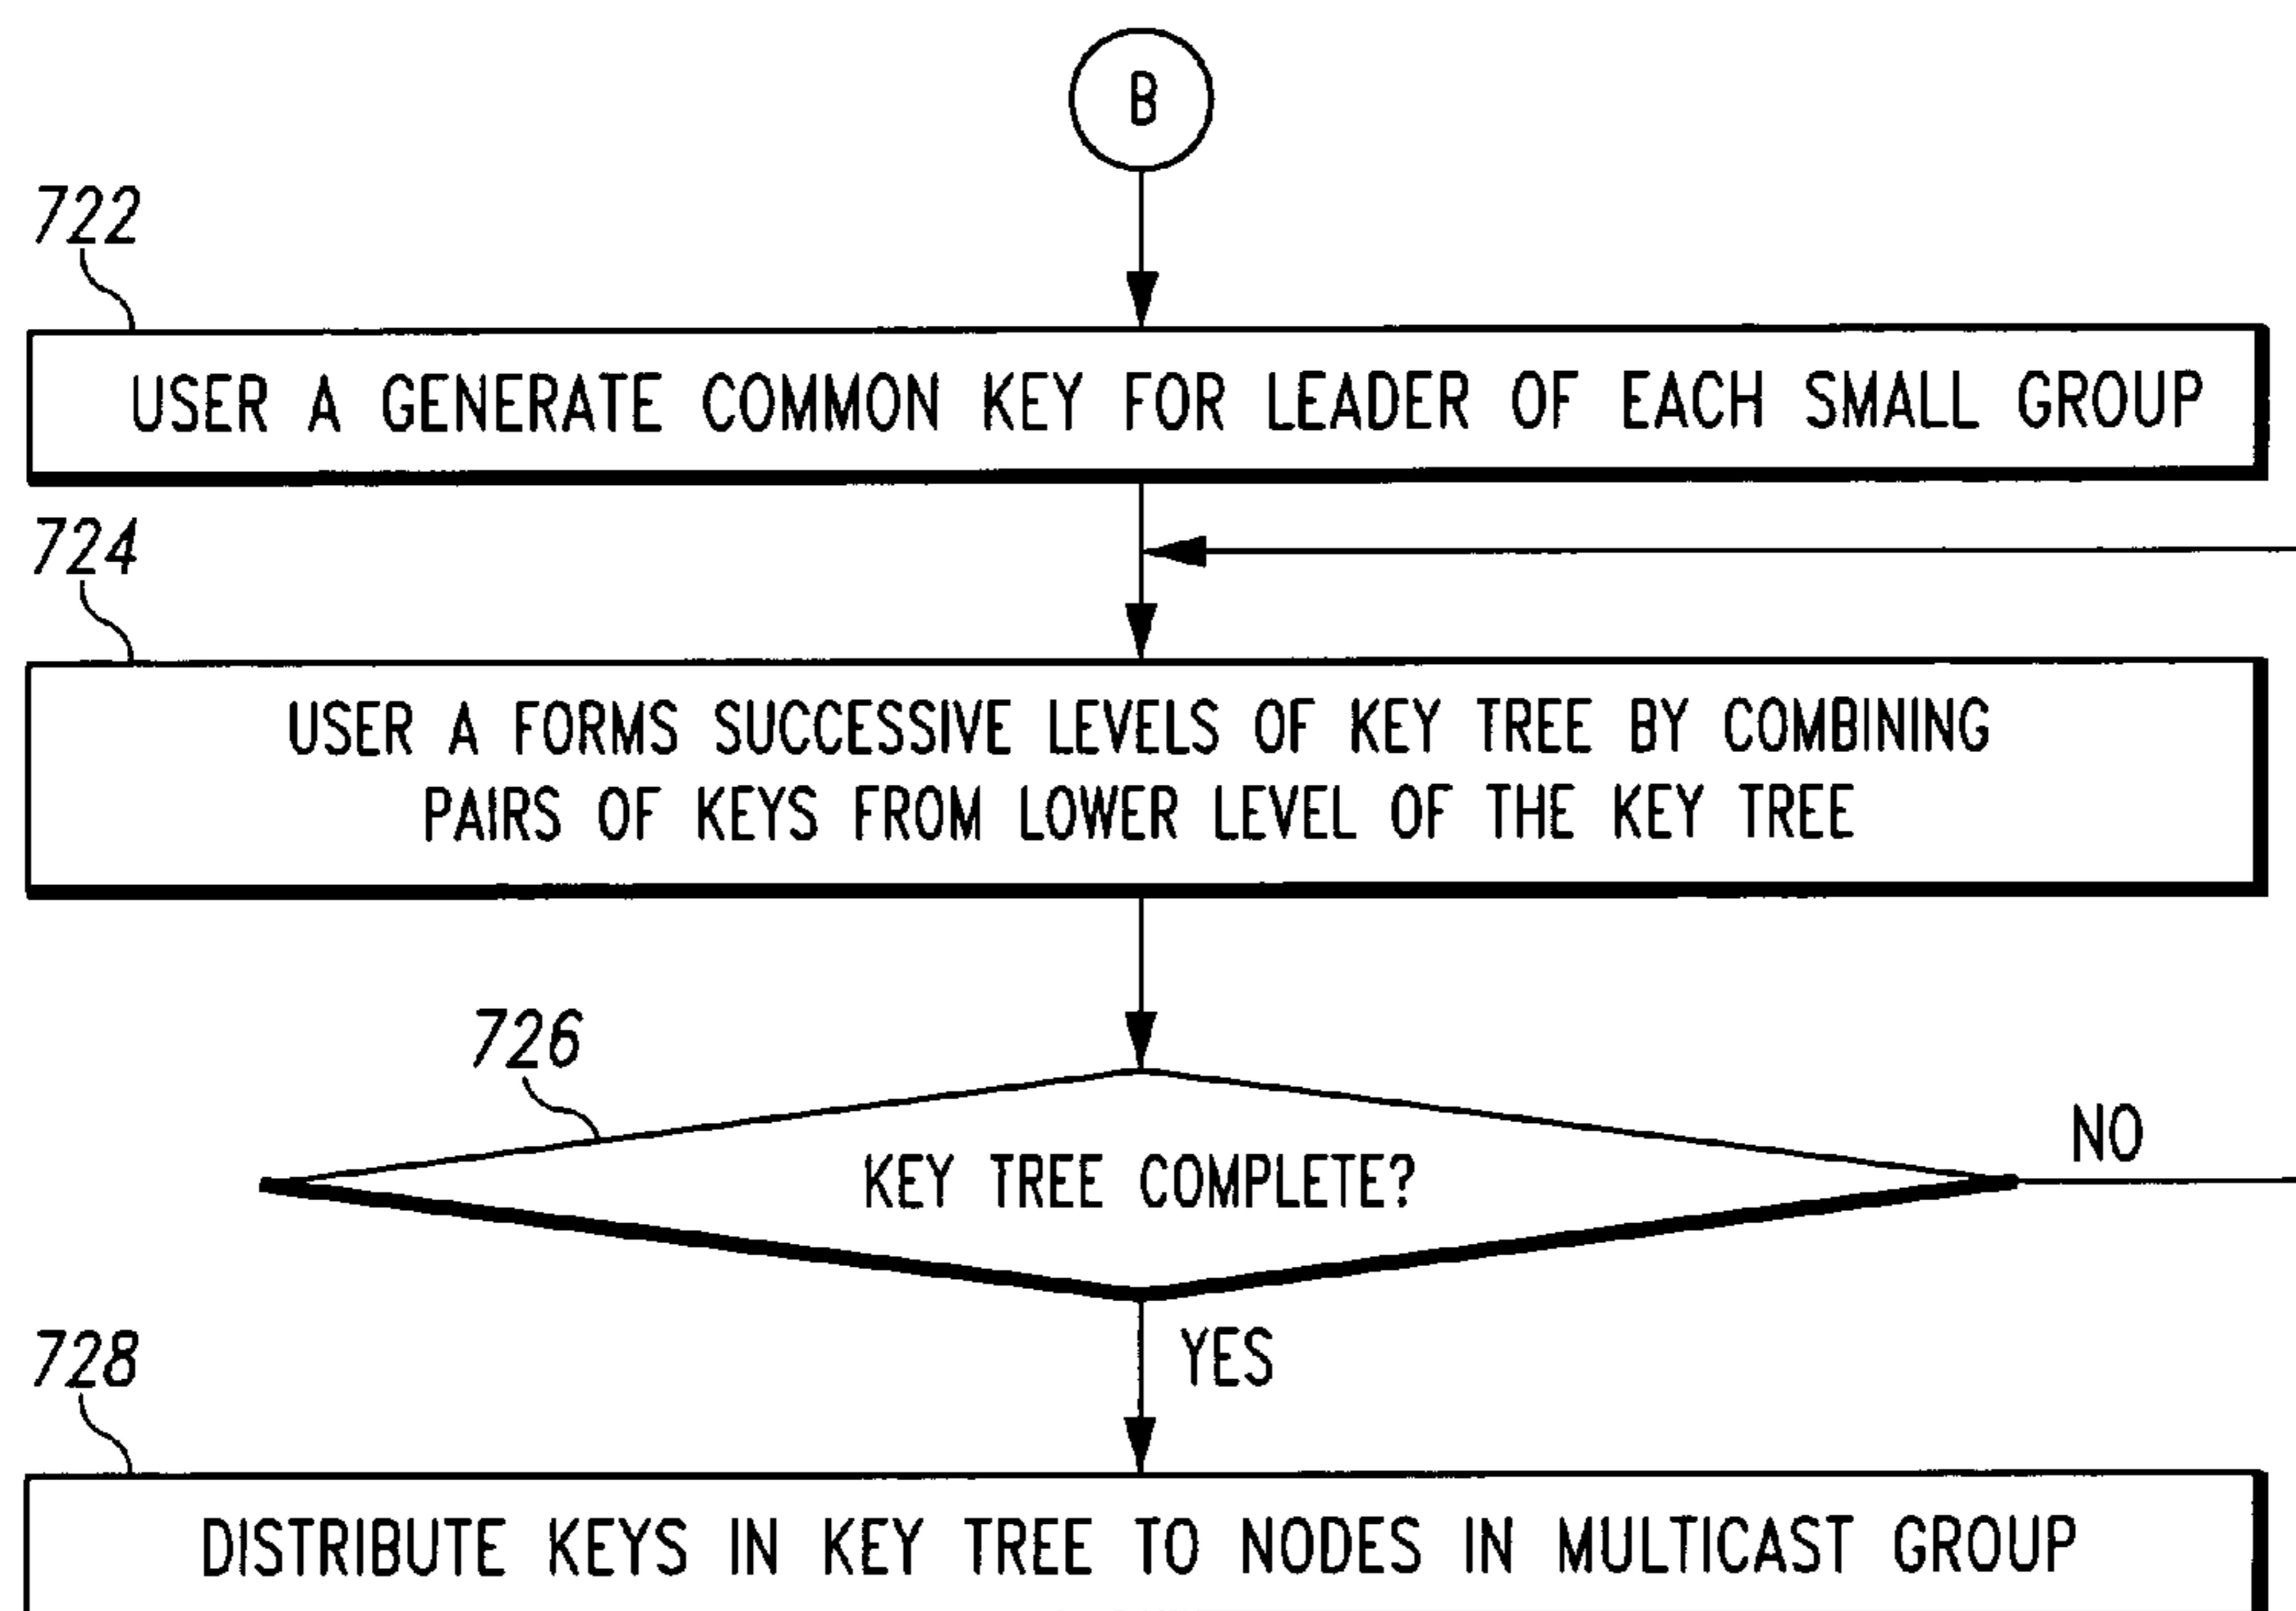 B
722
USER A GENERATE COMMON KEY FOR LEADER OF EACH SMALL GROUP
724
USER A FORMS SUCCESSIVE LEVELS OF KEY TREE BY COMBINING
PAIRS OF KEYS FROM LOWER LEVEL OF THE KEY TREE
726
KEY TREE COMPLETE?
NO
YES
728
DISTRIBUTE KEYS IN KEY TREE TO NODES IN MULTICAST GROUP